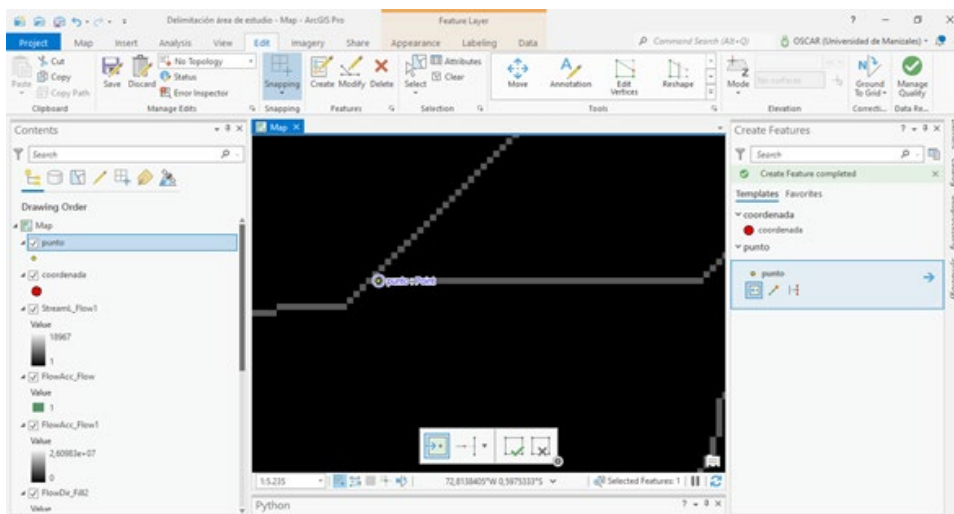 Delimitación área de estudio - Map - ArcGIS Pro
Feature Layer
?
Project Map Insert Analysis View Edit Imagery Share Appearance Labeling Data
Command Search (Alt+Q)
OSCAR (Universidad de Manizales)
Paste
Cut
Copy
Copy Path
Clipboard
Save
Discard
No Topology
Status
Error Inspector
Manage Edits
Snapping
Snapping
Create
Modify
Delete
Features
Select
Attributes
Clear
Selection
Move
Annotation
Edit
Vertices
Reshape
Tools
Mode
No surfaces
Elevation
Ground
To Grid
Correcti...
Manage
Quality
Data Re...
Contents
Search
Drawing Order
Map
punto
coordenada
StreamL_Flow1
Value
18967
1
FlowAcc_Flow
Value
1
FlowAcc_Flow1
Value
2,60983e+07
0
FlowDir_Fill2
Value
Map
punto : Point
1:5.235
72,8138405°W 0,5975333°S
Selected Features: 1
Python
?
Create Features
?
Search
Create Feature completed
Templates Favorites
coordenada
coordenada
punto
punto